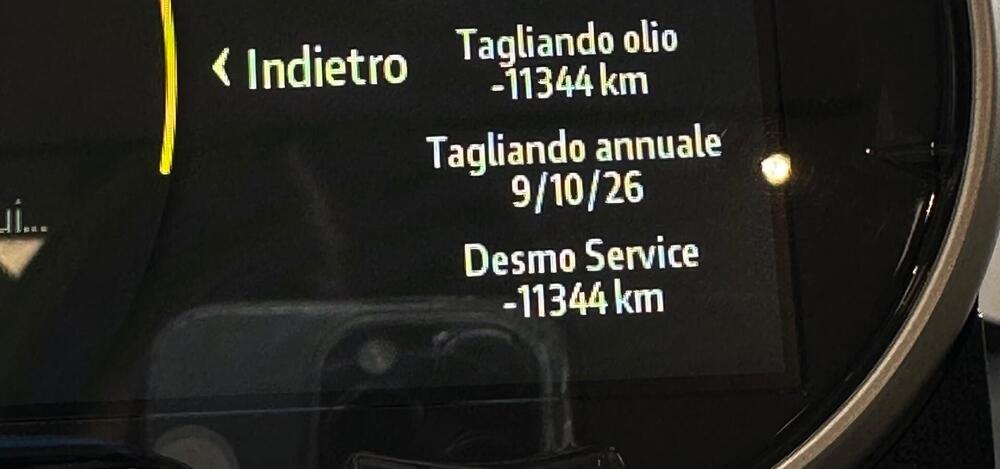 < Indietro
Tagliando olio
-11344 km
Tagliando annuale
9/10/26
Desmo Service
-11344 km